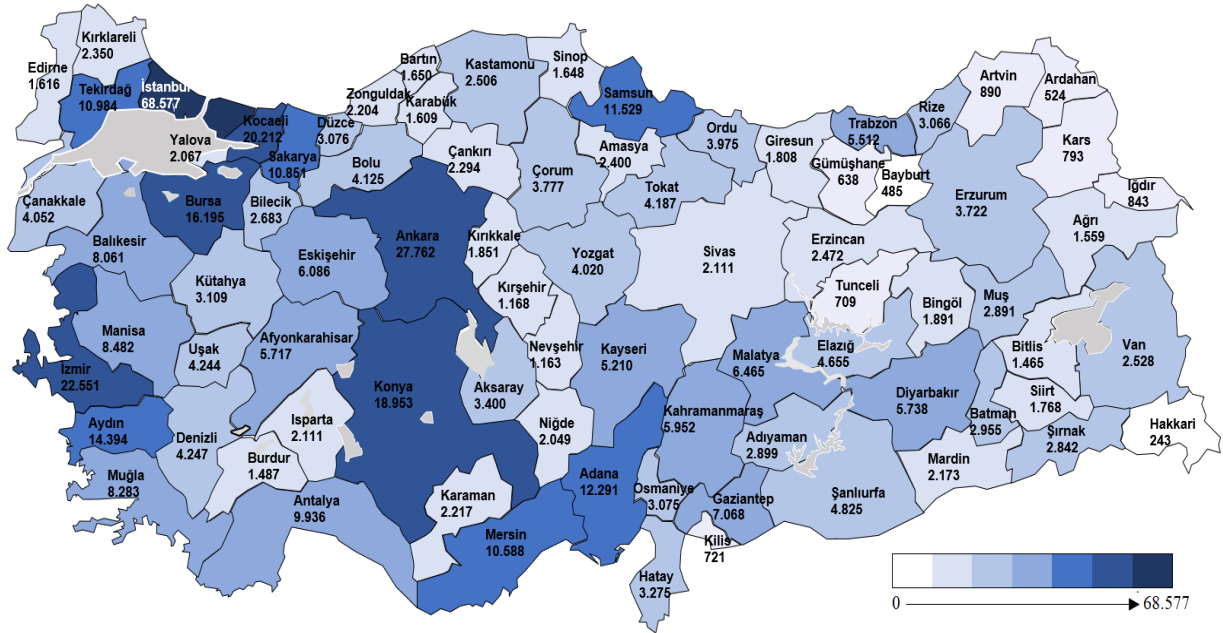 Kırklareli
2.350
Edirne
1.616
Tekirdağ
10.984
İstanbul
68.577
Kocaeli
20.212
Yalova
2.067
Sakarya
10.851
Düzce
3.076
Zonguldak
2.204
Bartın
1.650
Karabük
1.609
Kastamonu
2.506
Sinop
1.648
Samsun
11.529
Ordu
3.975
Giresun
1.808
Trabzon
5.512
Rize
3.066
Artvin
890
Ardahan
524
Kars
793
Iğdır
843
Gümüşhane
638
Bayburt
485
Erzurum
3.722
Ağrı
1.559
Çanakkale
4.052
Balıkesir
8.061
Bursa
16.195
Bilecik
2.683
Bolu
4.125
Çankırı
2.294
Çorum
3.777
Amasya
2.400
Tokat
4.187
Sivas
2.111
Erzincan
2.472
Tunceli
709
Bingöl
1.891
Muş
2.891
Bitlis
1.465
Van
2.528
Kütahya
3.109
Eskişehir
6.086
Ankara
27.762
Kırıkkale
1.851
Yozgat
4.020
Kırşehir
1.168
Nevşehir
1.163
Kayseri
5.210
Malatya
6.465
Elazığ
4.655
Diyarbakır
5.738
Batman
2.955
Siirt
1.768
Şırnak
2.842
Hakkari
243
Manisa
8.482
İzmir
22.551
Uşak
4.244
Afyonkarahisar
5.717
Konya
18.953
Aksaray
3.400
Niğde
2.049
Kahramanmaraş
5.952
Adıyaman
2.899
Mardin
2.173
Şanlıurfa
4.825
Aydın
14.394
Denizli
4.247
Isparta
2.111
Burdur
1.487
Muğla
8.283
Antalya
9.936
Karaman
2.217
Mersin
10.588
Adana
12.291
Osmaniye
3.075
Gaziantep
7.068
Kilis
721
Hatay
3.275
0
68.577